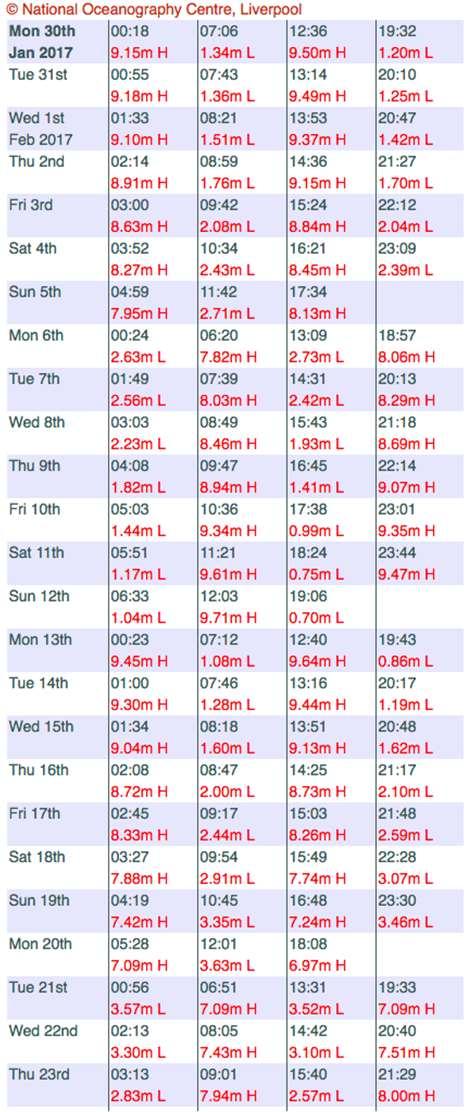 © National Oceanography Centre, Liverpool
Mon 30th 00:18 07:06 12:36 19:32
Jan 2017 9.15m H 1.34m L 9.50m H 1.20m L
Tue 31st 00:55 07:43 13:14 20:10
9.18m H 1.36m L 9.49m H 1.25m L
Wed 1st 01:33 08:21 13:53 20:47
Feb 2017 9.10m H 1.51m L 9.37m H 1.42m L
Thu 2nd 02:14 08:59 14:36 21:27
8.91m H 1.76m L 9.15m H 1.70m L
Fri 3rd 03:00 09:42 15:24 22:12
8.63m H 2.08m L 8.84m H 2.04m L
Sat 4th 03:52 10:34 16:21 23:09
8.27m H 2.43m L 8.45m H 2.39m L
Sun 5th 04:59 11:42 17:34
7.95m H 2.71m L 8.13m H
Mon 6th 00:24 06:20 13:09 18:57
2.63m L 7.82m H 2.73m L 8.06m H
Tue 7th 01:49 07:39 14:31 20:13
2.56m L 8.03m H 2.42m L 8.29m H
Wed 8th 03:03 08:49 15:43 21:18
2.23m L 8.46m H 1.93m L 8.69m H
Thu 9th 04:08 09:47 16:45 22:14
1.82m L 8.94m H 1.41m L 9.07m H
Fri 10th 05:03 10:36 17:38 23:01
1.44m L 9.34m H 0.99m L 9.35m H
Sat 11th 05:51 11:21 18:24 23:44
1.17m L 9.61m H 0.75m L 9.47m H
Sun 12th 06:33 12:03 19:06
1.04m L 9.71m H 0.70m L
Mon 13th 00:23 07:12 12:40 19:43
9.45m H 1.08m L 9.64m H 0.86m L
Tue 14th 01:00 07:46 13:16 20:17
9.30m H 1.28m L 9.44m H 1.19m L
Wed 15th 01:34 08:18 13:51 20:48
9.04m H 1.60m L 9.13m H 1.62m L
Thu 16th 02:08 08:47 14:25 21:17
8.72m H 2.00m L 8.73m H 2.10m L
Fri 17th 02:45 09:17 15:03 21:48
8.33m H 2.44m L 8.26m H 2.59m L
Sat 18th 03:27 09:54 15:49 22:28
7.88m H 2.91m L 7.74m H 3.07m L
Sun 19th 04:19 10:45 16:48 23:30
7.42m H 3.35m L 7.24m H 3.46m L
Mon 20th 05:28 12:01 18:08
7.09m H 3.63m L 6.97m H
Tue 21st 00:56 06:51 13:31 19:33
3.57m L 7.09m H 3.52m L 7.09m H
Wed 22nd 02:13 08:05 14:42 20:40
3.30m L 7.43m H 3.10m L 7.51m H
Thu 23rd 03:13 09:01 15:40 21:29
2.83m L 7.94m H 2.57m L 8.00m H